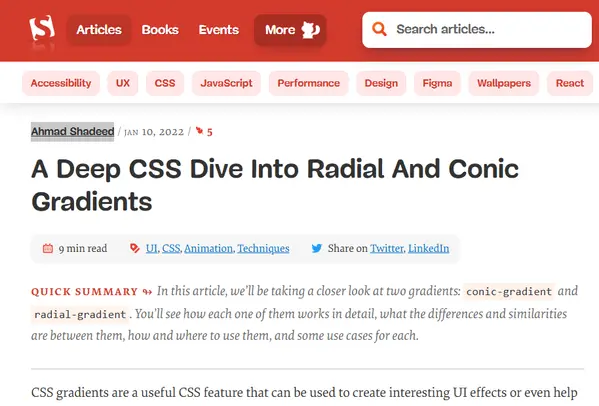 Articles Books Events More Search articles...
Accessibility UX CSS JavaScript Performance Design Figma Wallpapers React
Ahmad Shadeed / JAN 10, 2022 / 5
A Deep CSS Dive Into Radial And Conic
Gradients
9 min read UI, CSS, Animation, Techniques Share on Twitter, LinkedIn
QUICK SUMMARY ↬ In this article, we'll be taking a closer look at two gradients: conic-gradient and
radial-gradient. You'll see how each one of them works in detail, what the differences and similarities
are between them, how and where to use them, and some use cases for each.
CSS gradients are a useful CSS feature that can be used to create interesting UI effects or even help